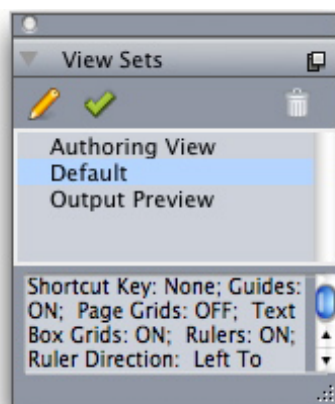 View Sets
Authoring View
Default
Output Preview
Shortcut Key: None; Guides:
ON;  Page Grids: OFF;  Text
Box Grids: ON;  Rulers: ON;
Ruler Direction:  Left To